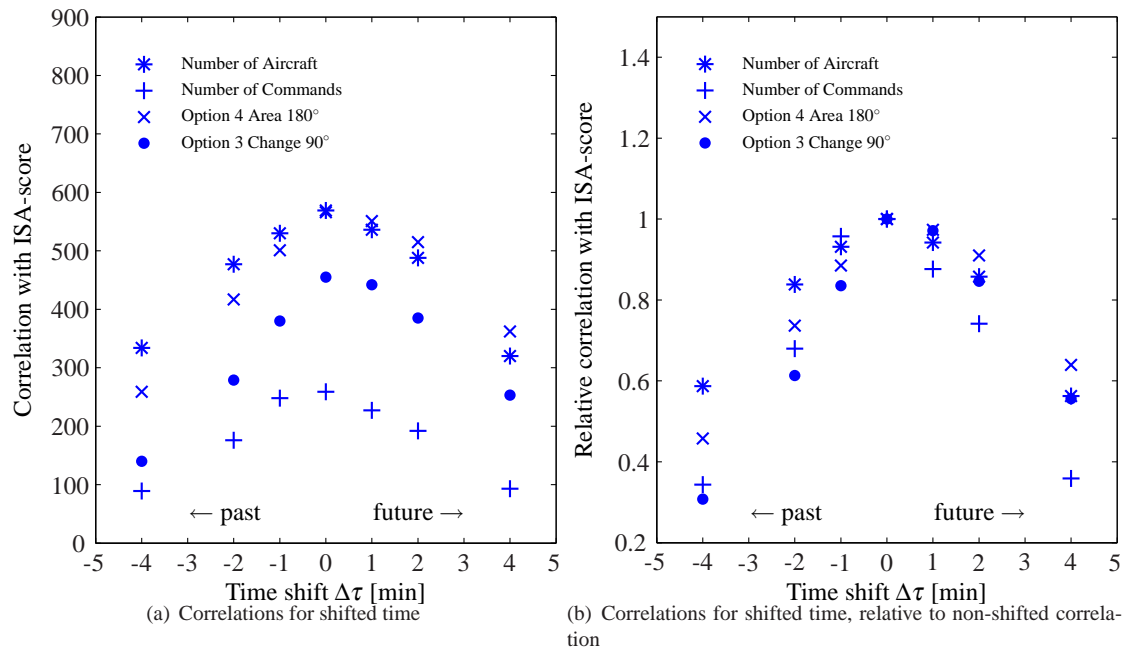 900
800
700
600
500
400
300
200
100
0
Correlation with ISA-score
Number of Aircraft
Number of Commands
Option 4 Area 180°
Option 3 Change 90°
← past
future →
-5 -4 -3 -2 -1 0 1 2 3 4 5
Time shift Δτ [min]
(a) Correlations for shifted time
1.4
1.2
1
0.8
0.6
0.4
0.2
Relative correlation with ISA-score
Number of Aircraft
Number of Commands
Option 4 Area 180°
Option 3 Change 90°
← past
future →
-5 -4 -3 -2 -1 0 1 2 3 4 5
Time shift Δτ [min]
(b) Correlations for shifted time, relative to non-shifted correla-
tion